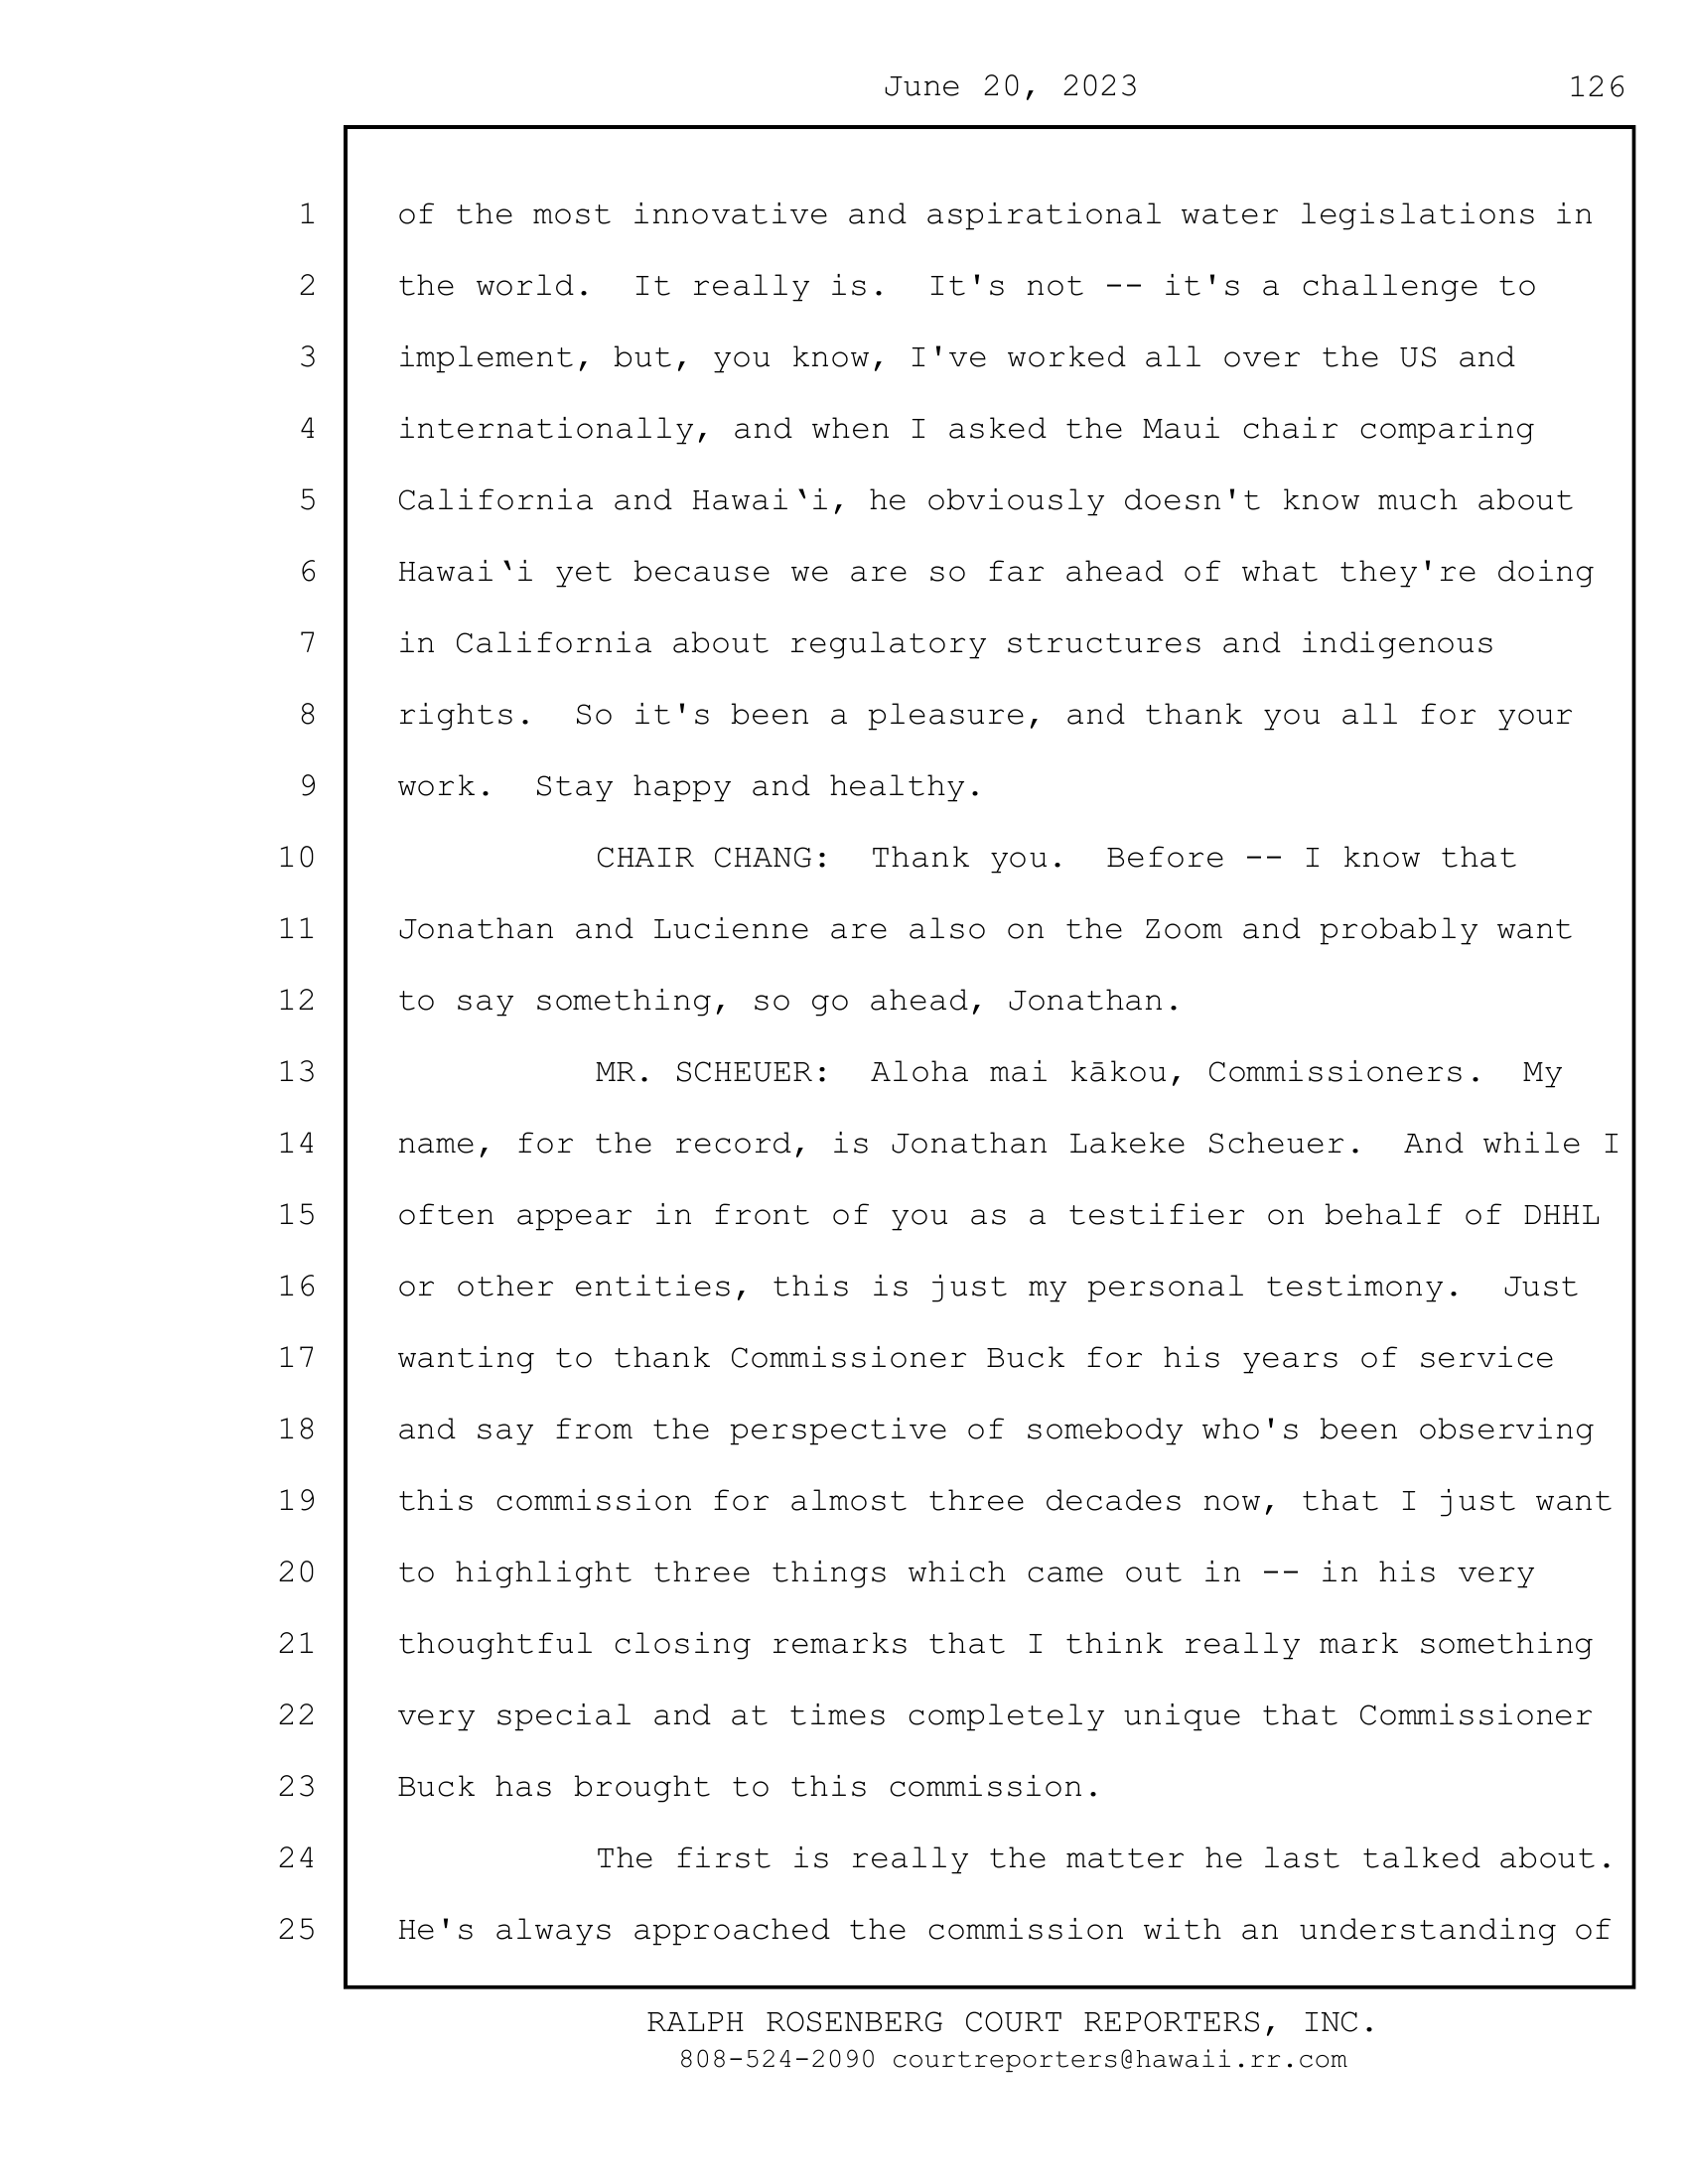 June 20, 2023 126
1 of the most innovative and aspirational water legislations in
2 the world.  It really is.  It's not -- it's a challenge to
3 implement, but, you know, I've worked all over the US and
4 internationally, and when I asked the Maui chair comparing
5 California and Hawai‘i, he obviously doesn't know much about
6 Hawai‘i yet because we are so far ahead of what they're doing
7 in California about regulatory structures and indigenous
8 rights.  So it's been a pleasure, and thank you all for your
9 work.  Stay happy and healthy.
10 CHAIR CHANG:  Thank you.  Before -- I know that
11 Jonathan and Lucienne are also on the Zoom and probably want
12 to say something, so go ahead, Jonathan.
13 MR. SCHEUER:  Aloha mai kākou, Commissioners.  My
14 name, for the record, is Jonathan Lakeke Scheuer.  And while I
15 often appear in front of you as a testifier on behalf of DHHL
16 or other entities, this is just my personal testimony.  Just
17 wanting to thank Commissioner Buck for his years of service
18 and say from the perspective of somebody who's been observing
19 this commission for almost three decades now, that I just want
20 to highlight three things which came out in -- in his very
21 thoughtful closing remarks that I think really mark something
22 very special and at times completely unique that Commissioner
23 Buck has brought to this commission.
24 The first is really the matter he last talked about.
25 He's always approached the commission with an understanding of
RALPH ROSENBERG COURT REPORTERS, INC.
808-524-2090 courtreporters@hawaii.rr.com